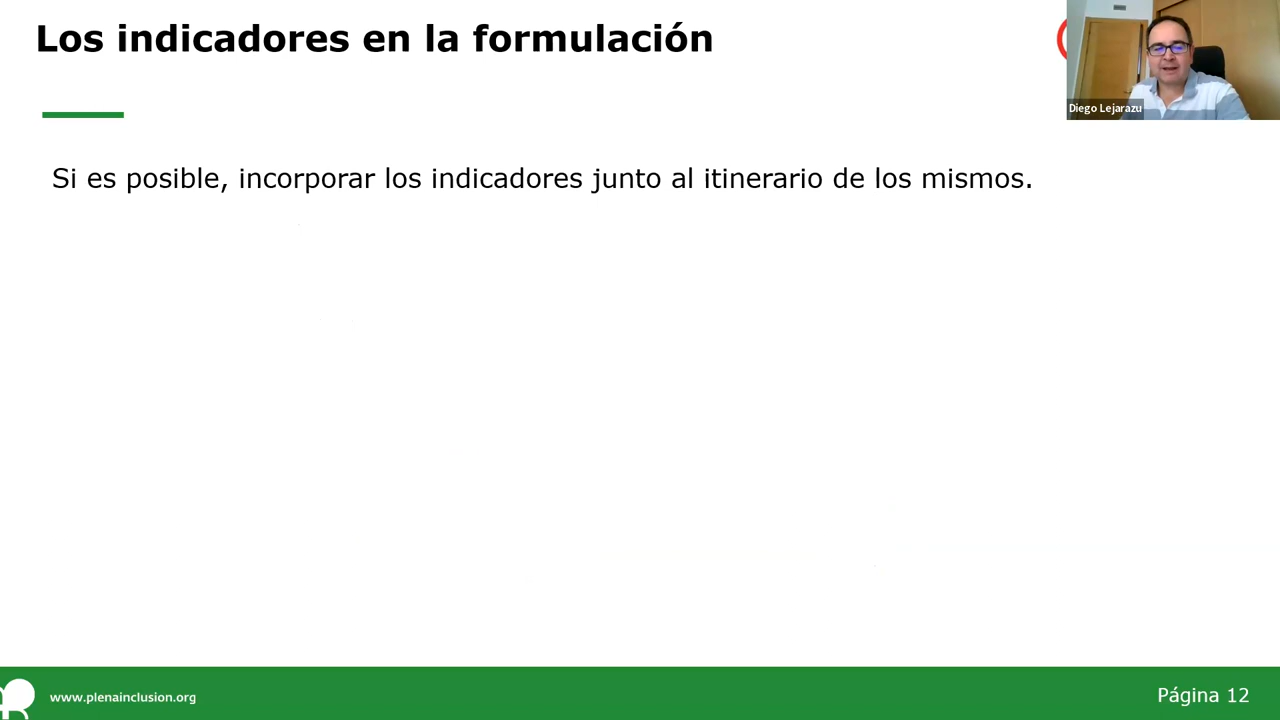 Los indicadores en la formulación
Diego Lejarazu
Si es posible, incorporar los indicadores junto al itinerario de los mismos.
www.plenainclusion.org
Página 12